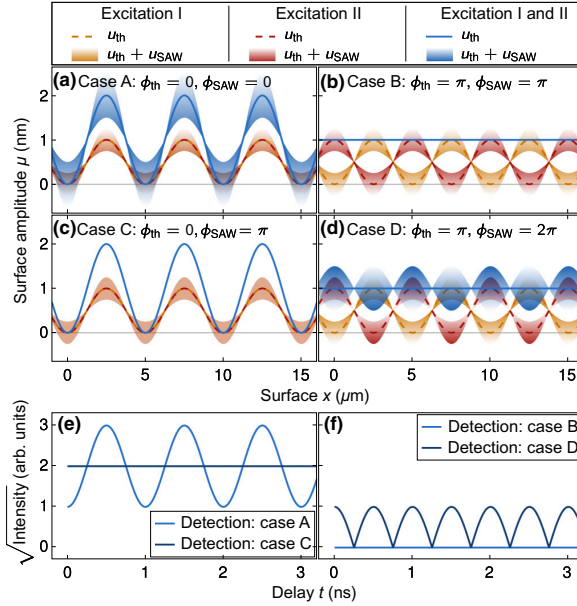 Excitation I
Excitation II
Excitation I and II
u_th
u_th
u_th
u_th + u_SAW
u_th + u_SAW
u_th + u_SAW
(a) Case A: ϕ_th = 0, ϕ_SAW = 0
(b) Case B: ϕ_th = π, ϕ_SAW = π
2
1
0
(c) Case C: ϕ_th = 0, ϕ_SAW = π
(d) Case D: ϕ_th = π, ϕ_SAW = 2π
2
1
0
Surface amplitude μ (nm)
0 5 10 15
0 5 10 15
Surface x (μm)
(e)
(f)
Detection: case B
Detection: case D
3
2
1
0
Detection: case A
Detection: case C
√Intensity (arb. units)
0 1 2 3
0 1 2 3
Delay t (ns)